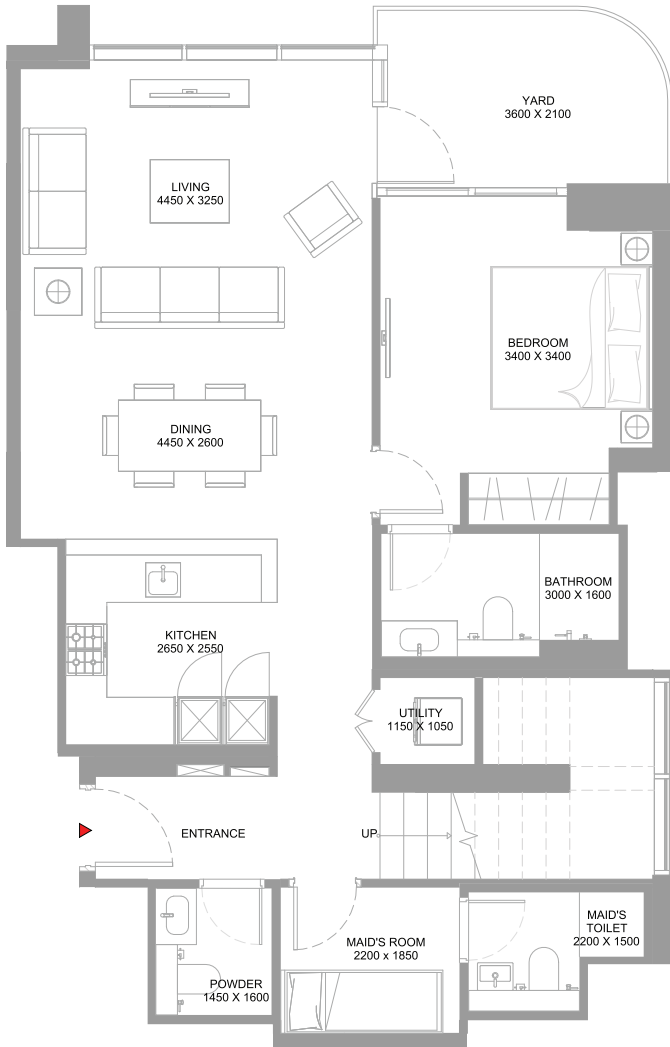 YARD
3600 X 2100
LIVING
4450 X 3250
BEDROOM
3400 X 3400
DINING
4450 X 2600
BATHROOM
3000 X 1600
KITCHEN
2650 X 2550
UTILITY
1150 X 1050
ENTRANCE
UP
MAID'S
TOILET
2200 X 1500
MAID'S ROOM
2200 x 1850
POWDER
1450 X 1600